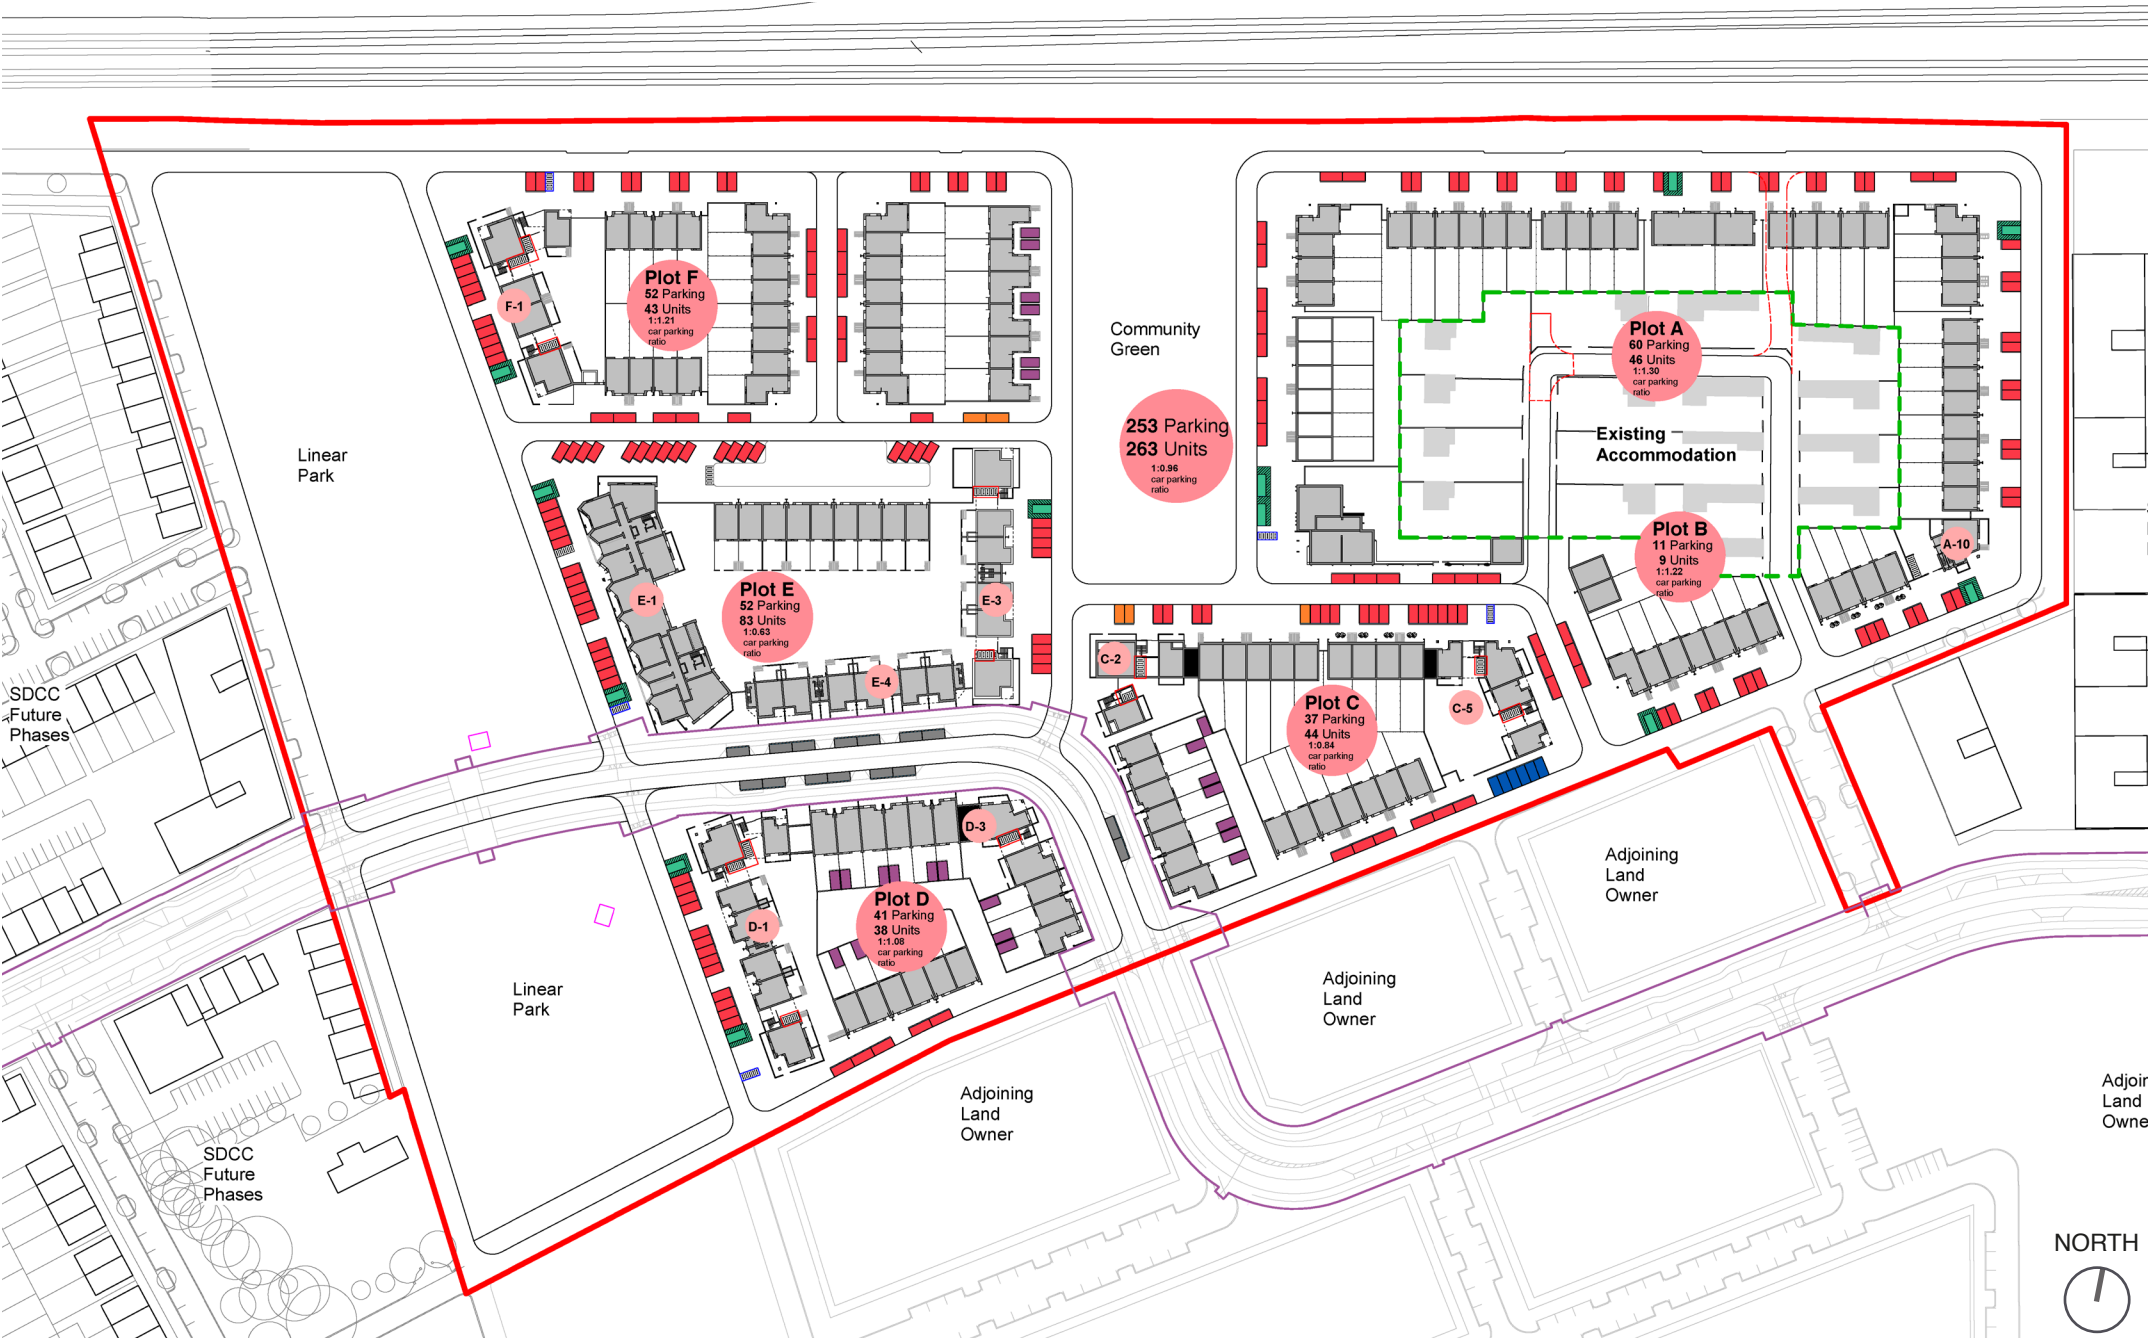 Plot F
52 Parking
43 Units
1:1.21
car parking
ratio
F-1
Community
Green
Plot A
60 Parking
46 Units
1:1.30
car parking
ratio
253 Parking
263 Units
1:0.96
car parking
ratio
Existing
Accommodation
Linear
Park
Plot B
11 Parking
9 Units
1:1.22
car parking
ratio
A-10
Plot E
52 Parking
83 Units
1:0.63
car parking
ratio
E-1
E-3
E-4
C-2
C-5
Plot C
37 Parking
44 Units
1:0.84
car parking
ratio
SDCC
Future
Phases
D-3
D-1
Plot D
41 Parking
38 Units
1:1.08
car parking
ratio
Adjoining
Land
Owner
Linear
Park
Adjoining
Land
Owner
Adjoining
Land
Owner
Adjoin
Land
Owne
SDCC
Future
Phases
NORTH